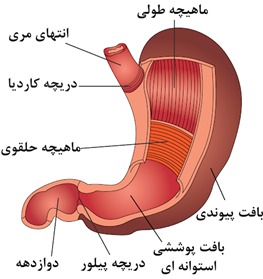 ماهیچه طولی
انتهای مری
دریچه کاردیا
ماهیچه حلقوی
بافت پیوندی
بافت پوششی
استوانه ای
دریچه پیلور
دوازدهه